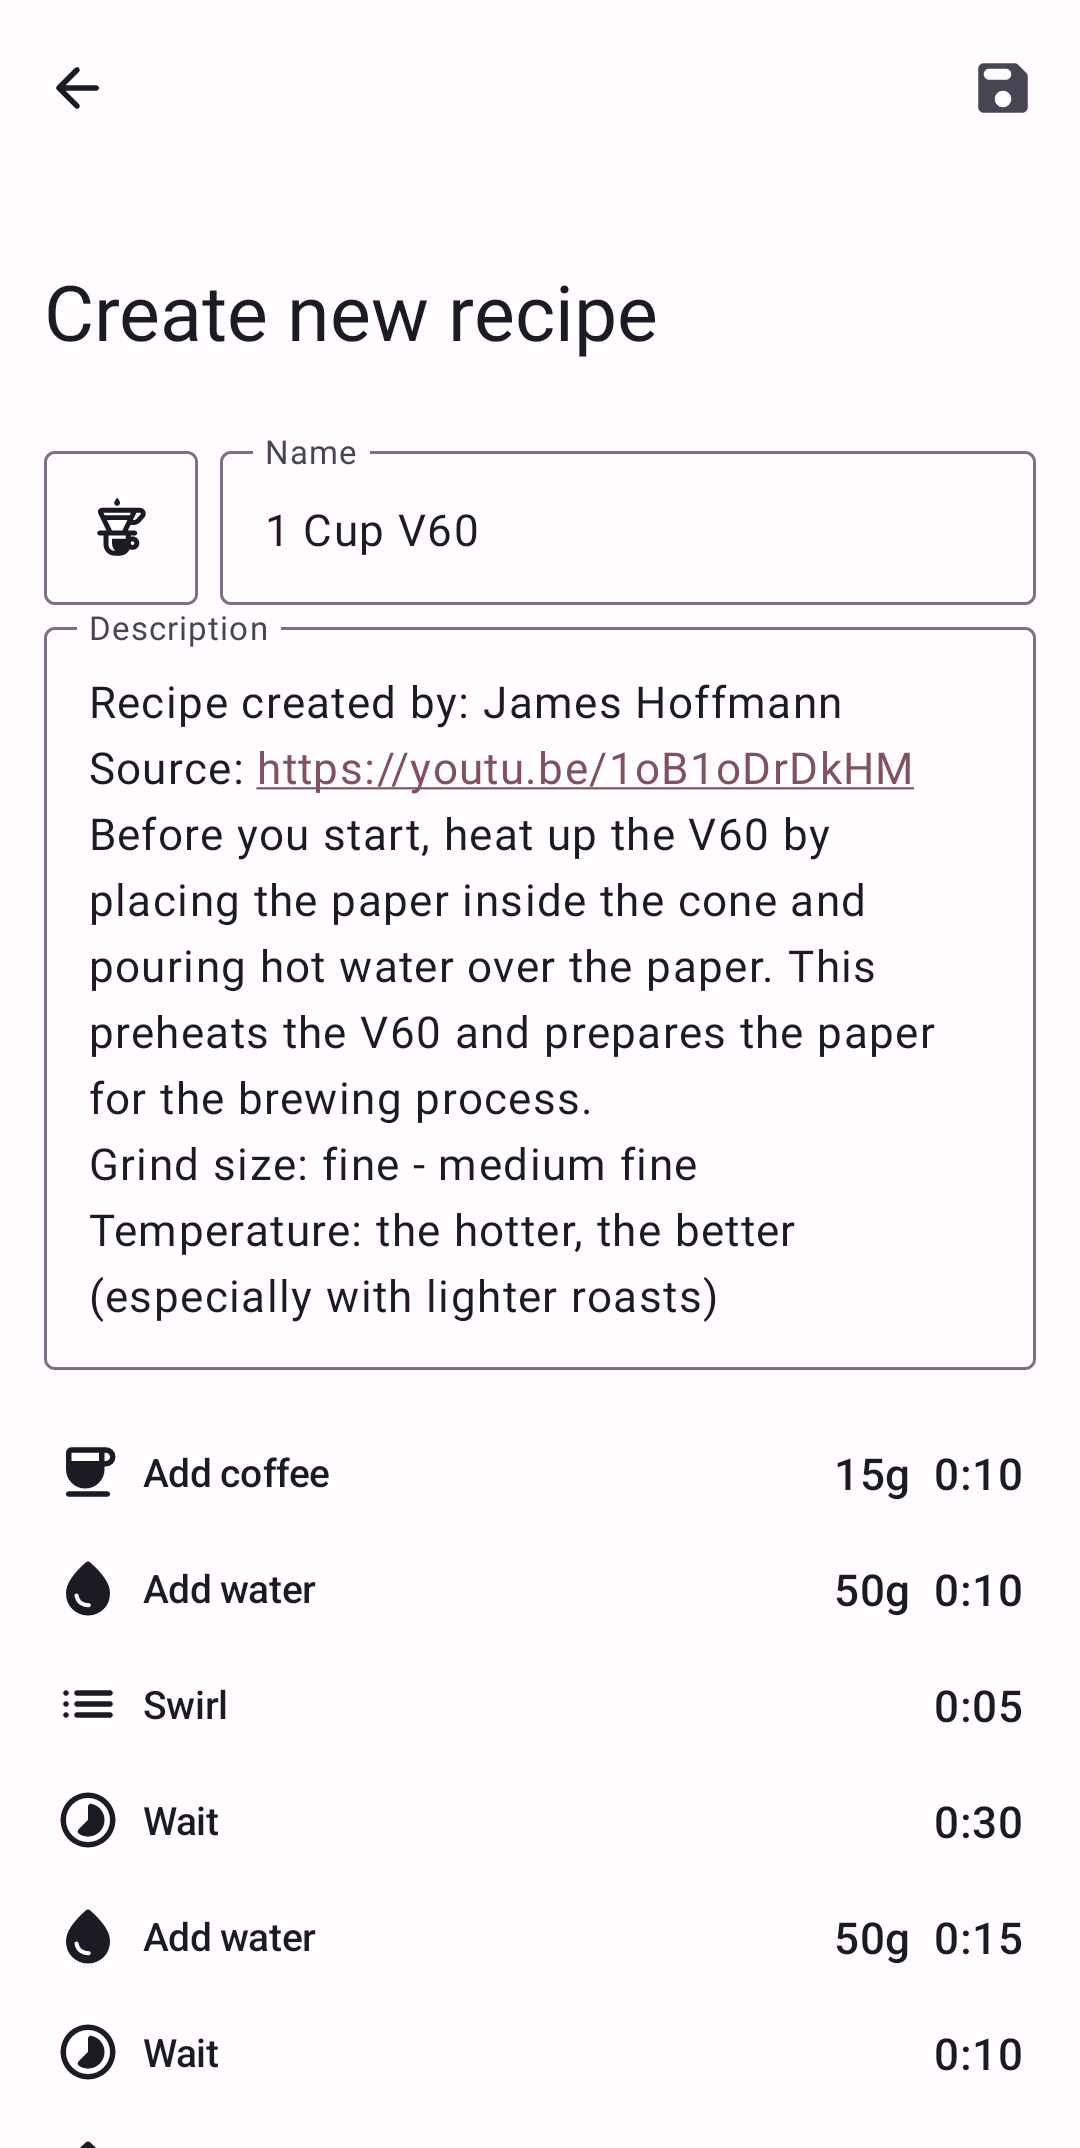 Create new recipe
Name
1 Cup V60
Description
Recipe created by: James Hoffmann
Source: https://youtu.be/1oB1oDrDkHM
Before you start, heat up the V60 by
placing the paper inside the cone and
pouring hot water over the paper. This
preheats the V60 and prepares the paper
for the brewing process.
Grind size: fine - medium fine
Temperature: the hotter, the better
(especially with lighter roasts)
Add coffee 15g 0:10
Add water 50g 0:10
Swirl 0:05
Wait 0:30
Add water 50g 0:15
Wait 0:10